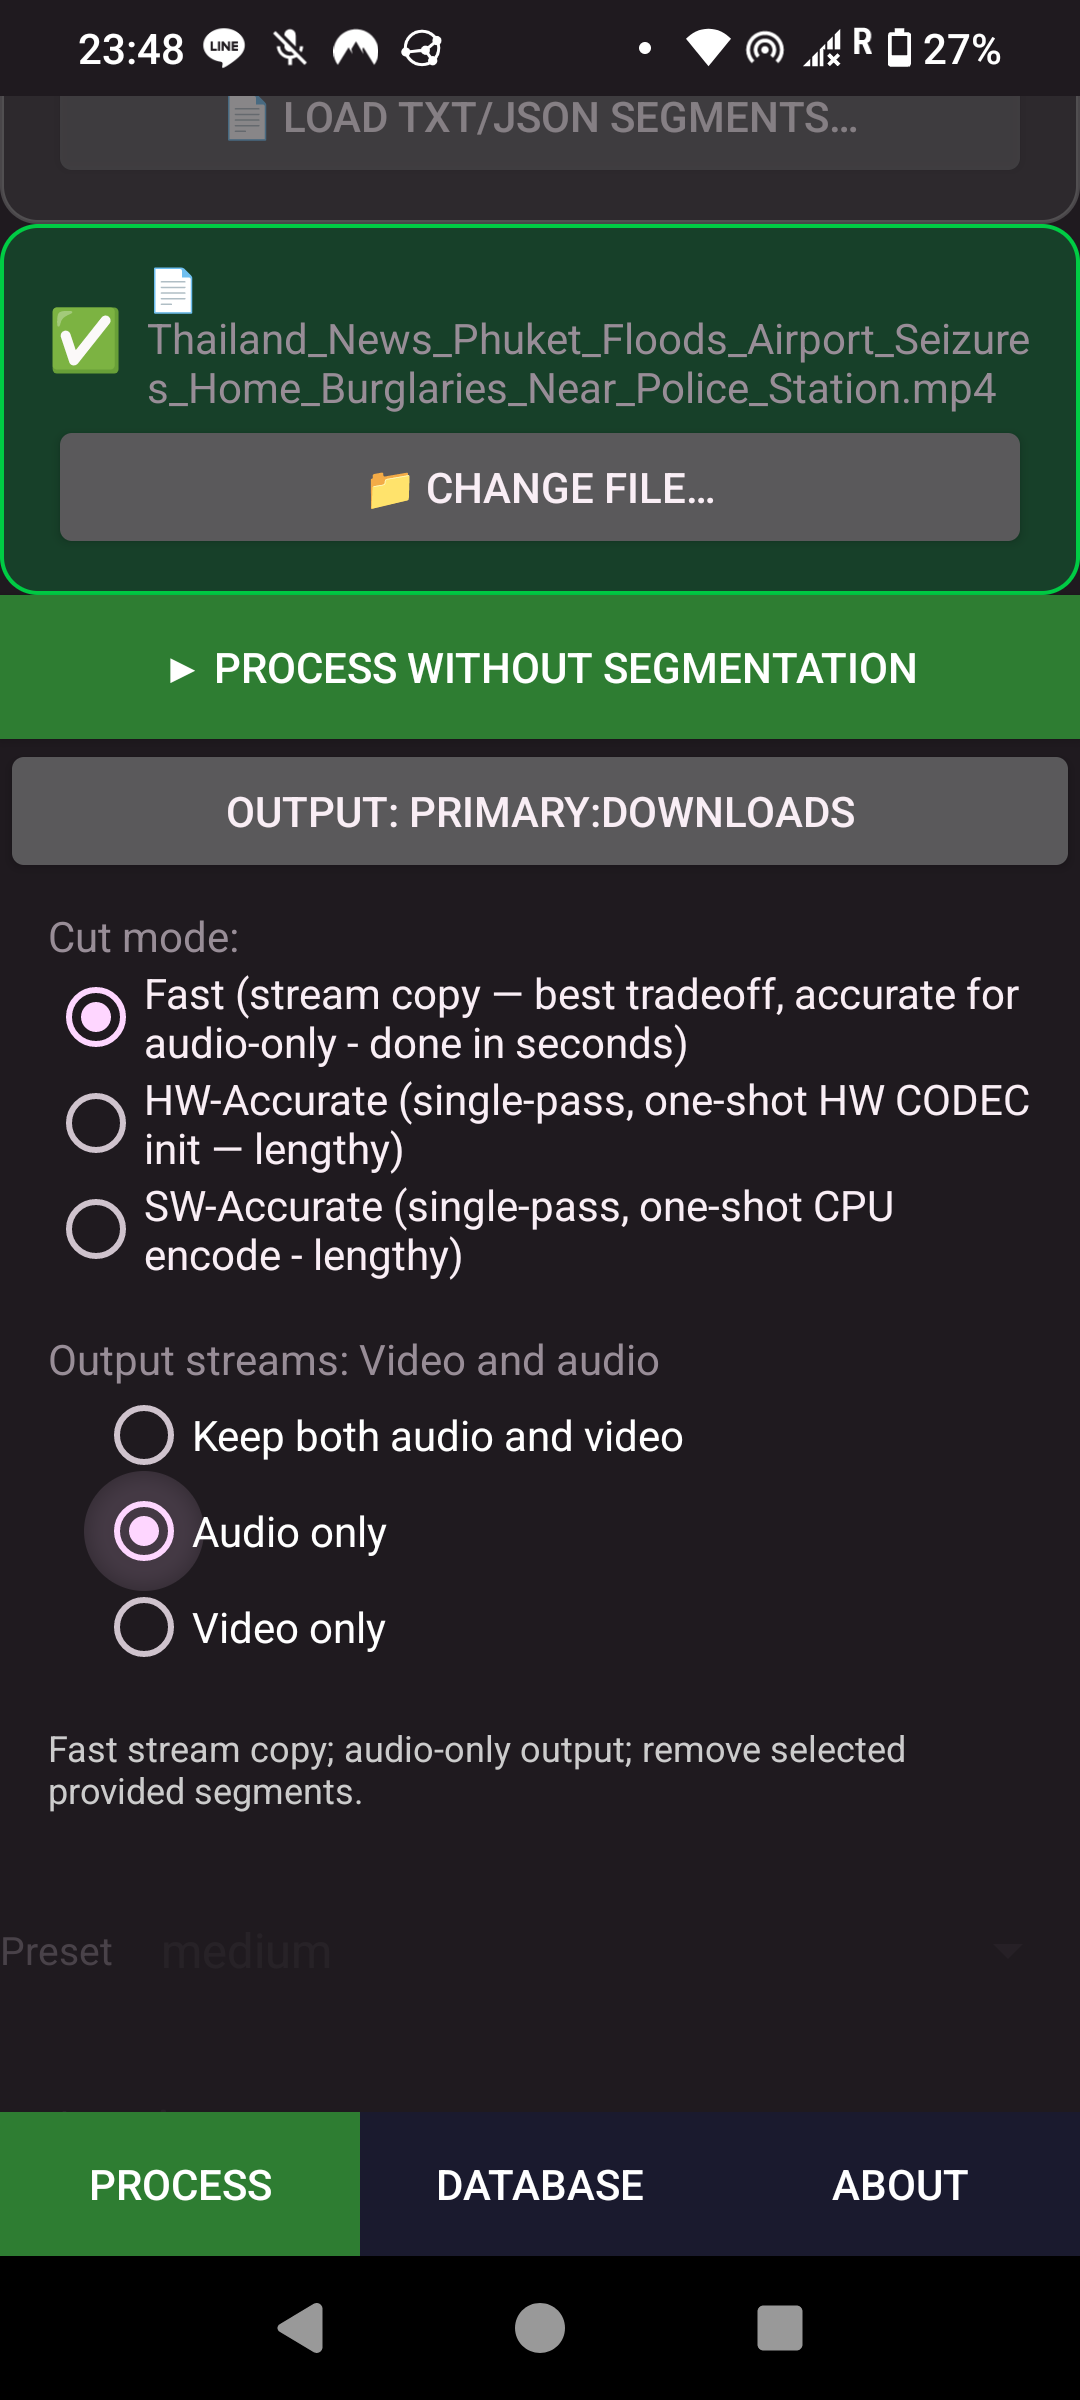 23:48 LINE R 27%
LOAD TXT/JSON SEGMENTS...
Thailand_News_Phuket_Floods_Airport_Seizure
s_Home_Burglaries_Near_Police_Station.mp4
CHANGE FILE...
PROCESS WITHOUT SEGMENTATION
OUTPUT: PRIMARY:DOWNLOADS
Cut mode:
Fast (stream copy — best tradeoff, accurate for
audio-only - done in seconds)
HW-Accurate (single-pass, one-shot HW CODEC
init — lengthy)
SW-Accurate (single-pass, one-shot CPU
encode - lengthy)
Output streams: Video and audio
Keep both audio and video
Audio only
Video only
Fast stream copy; audio-only output; remove selected
provided segments.
Preset medium
PROCESS DATABASE ABOUT